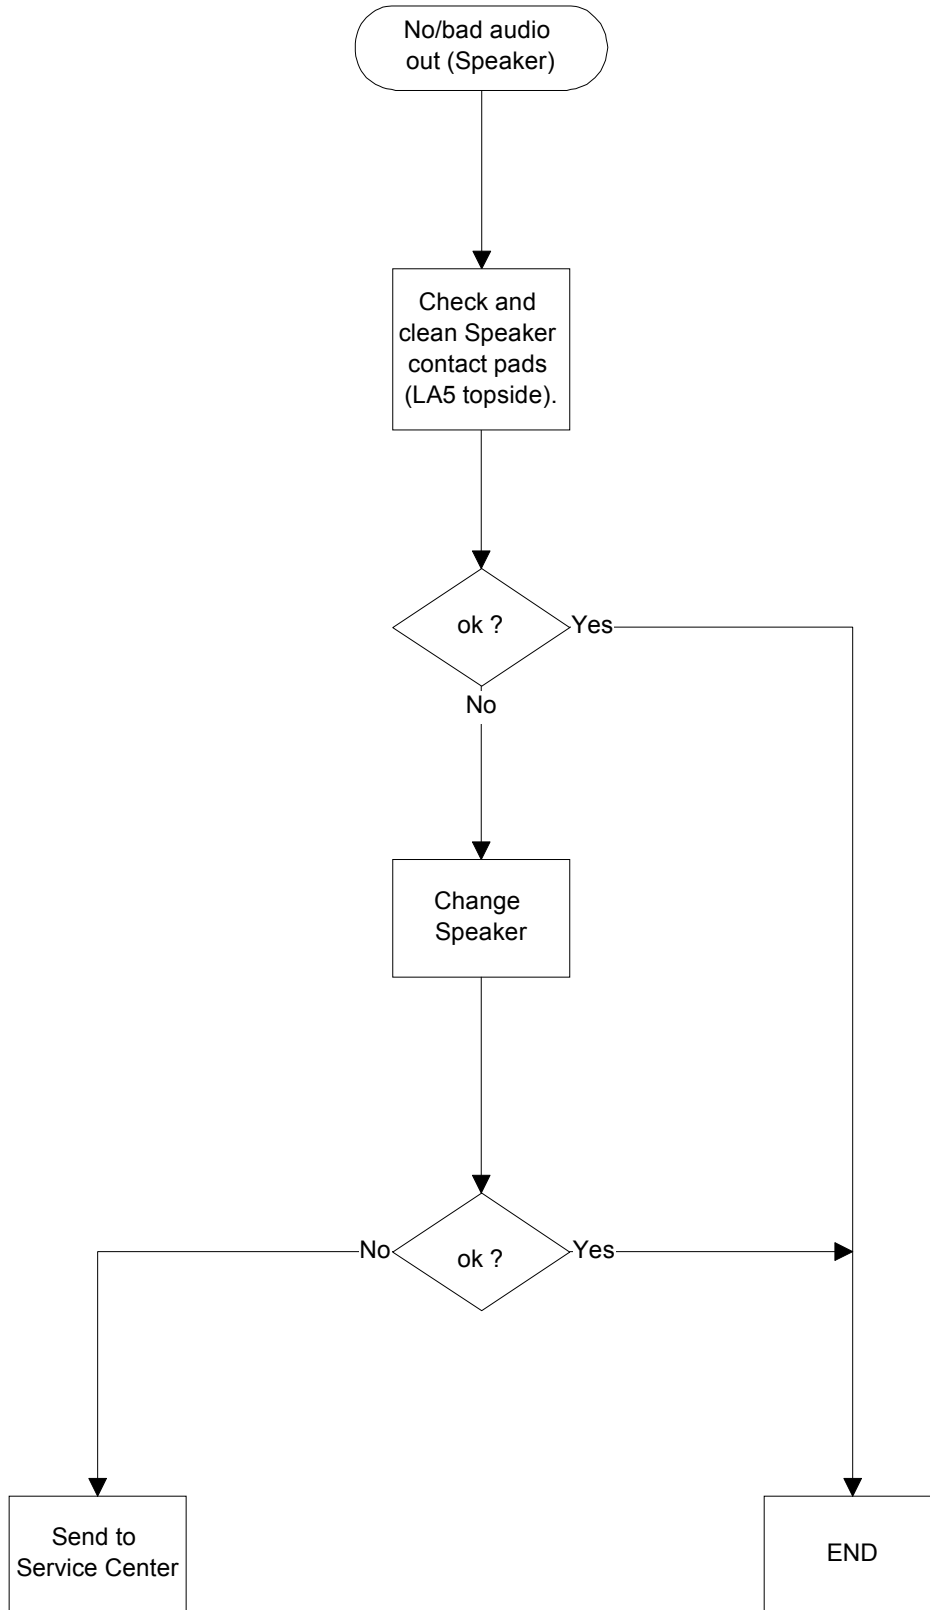 No/bad audio
out (Speaker)
Check and
clean Speaker
contact pads
(LA5 topside).
ok ?
Yes
No
Change
Speaker
No
ok ?
Yes
Send to
Service Center
END